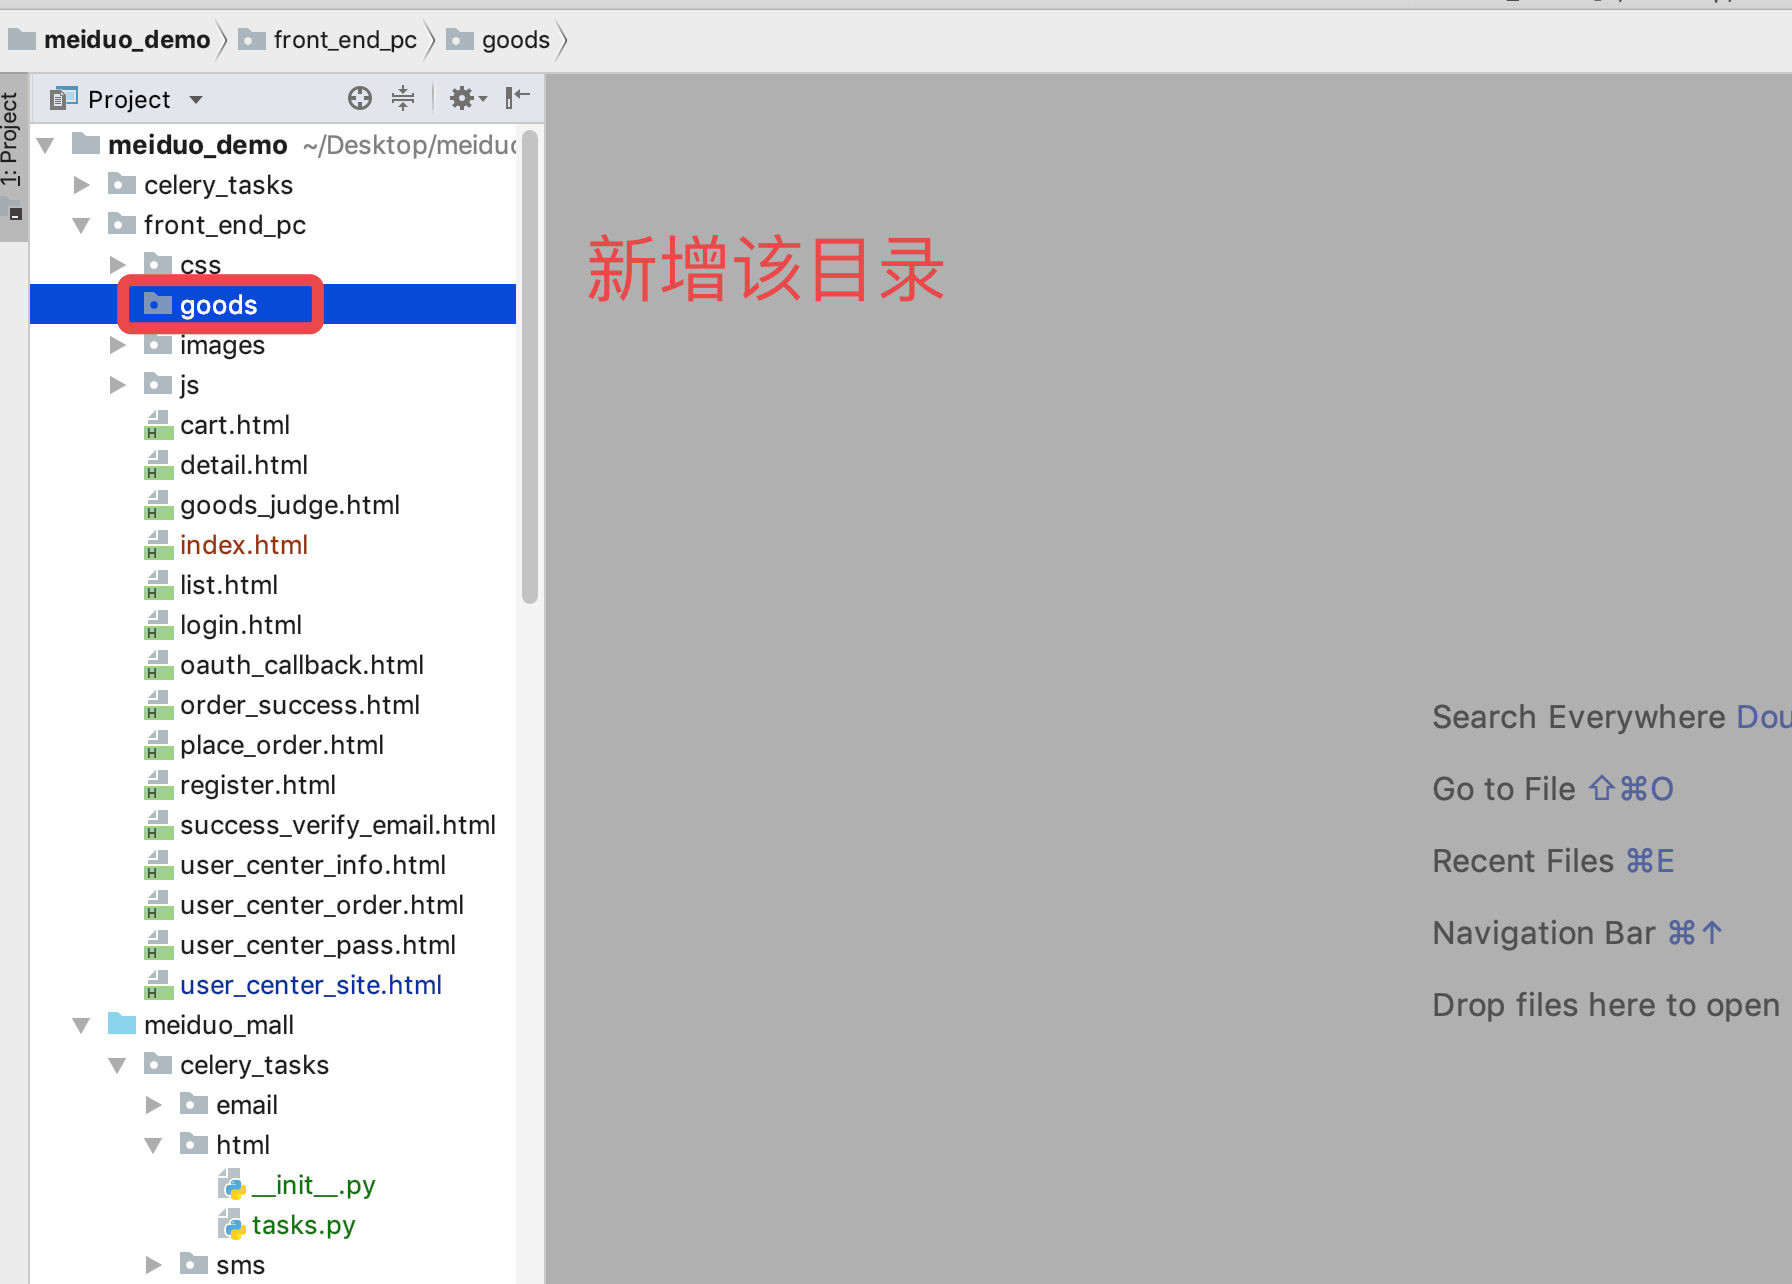 meiduo_demo front_end_pc goods
1: Project
Project
meiduo_demo ~/Desktop/meiduo
celery_tasks
front_end_pc
css
goods
images
js
cart.html
detail.html
goods_judge.html
index.html
list.html
login.html
oauth_callback.html
order_success.html
place_order.html
register.html
success_verify_email.html
user_center_info.html
user_center_order.html
user_center_pass.html
user_center_site.html
meiduo_mall
celery_tasks
email
html
__init__.py
tasks.py
sms
新增该目录
Search Everywhere Dou
Go to File ⇧⌘O
Recent Files ⌘E
Navigation Bar ⌘↑
Drop files here to open